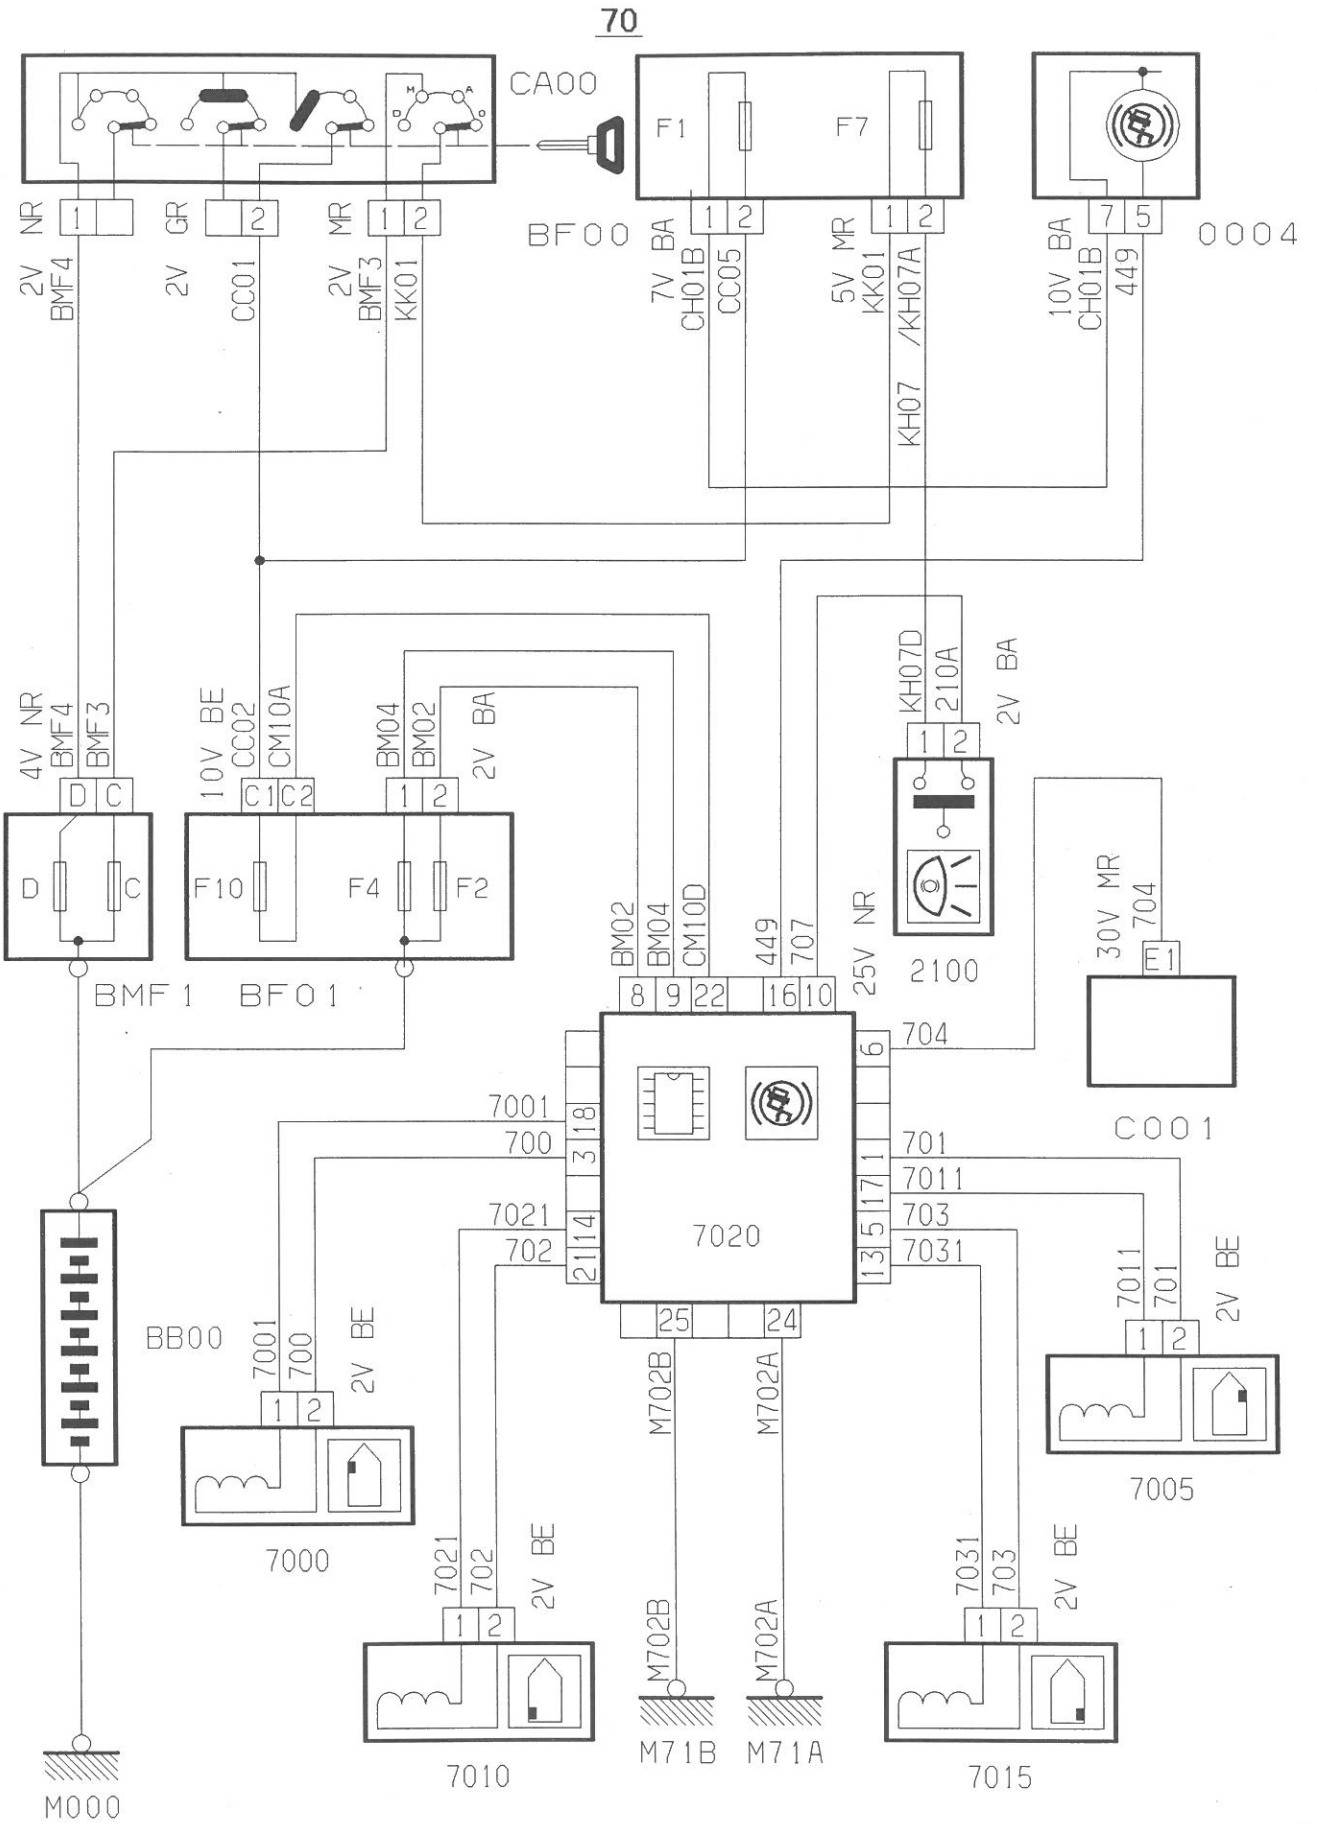 70
CA00
M
A
D
D
F1
F7
1
2
1
2
1
2
1
2
7
5
BF00
0004
2V NR
BMF4
2V GR
CC01
2V MR
BMF3
KK01
7V BA
CH01B
CC05
5V MR
KK01
KH07 /KH07A
10V BA
CH01B
449
4V NR
BMF4
BMF3
10V BE
CC02
CM10A
BM04
BM02
2V BA
KH07D
210A
2V BA
D
C
C1
C2
1
2
1
2
D
C
F10
F4
F2
BMF1
BF01
2100
BM02
BM04
CM10D
449
707
25V NR
30V MR
704
E1
C001
8
9
22
16
10
6
704
7001
18
700
3
7021
14
702
21
1
701
17
7011
5
703
13
7031
7020
25
24
BB00
7001
700
2V BE
1
2
7000
7011
701
2V BE
1
2
7005
M702B
M702A
7021
702
2V BE
1
2
7010
M702B
M702A
7031
703
2V BE
1
2
7015
M71B
M71A
M000